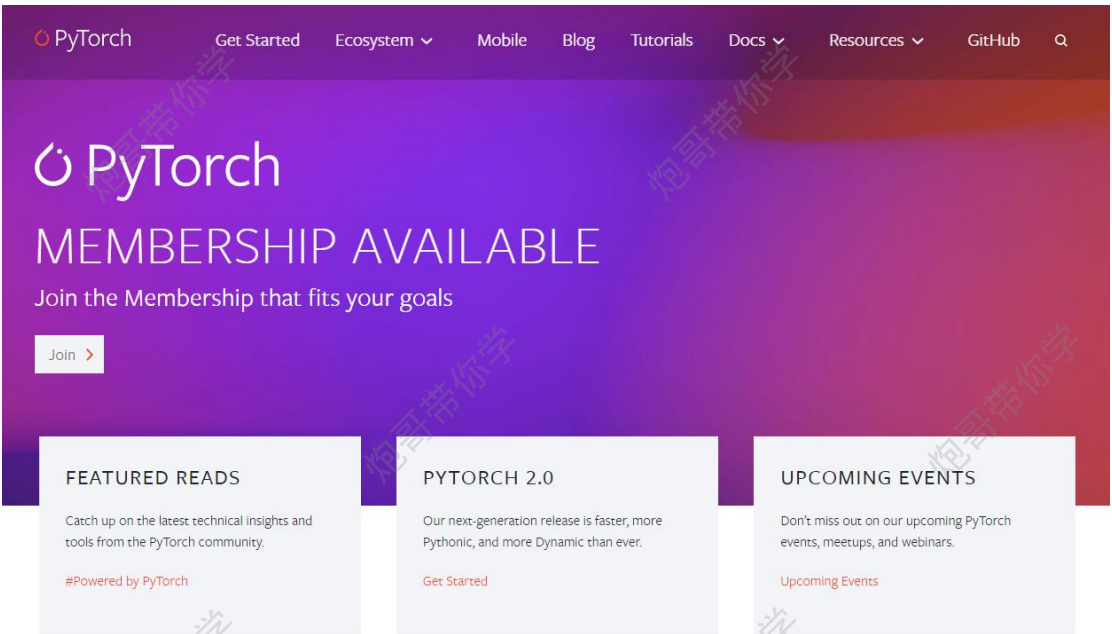 PyTorch
Get Started Ecosystem Mobile Blog Tutorials Docs Resources GitHub
PyTorch
MEMBERSHIP AVAILABLE
Join the Membership that fits your goals
Join
FEATURED READS
Catch up on the latest technical insights and
tools from the PyTorch community.
#Powered by PyTorch
PYTORCH 2.0
Our next-generation release is faster, more
Pythonic, and more Dynamic than ever.
Get Started
UPCOMING EVENTS
Don't miss out on our upcoming PyTorch
events, meetups, and webinars.
Upcoming Events
炮哥带你学
炮哥带你学
炮哥带你学
炮哥带你学
学
学